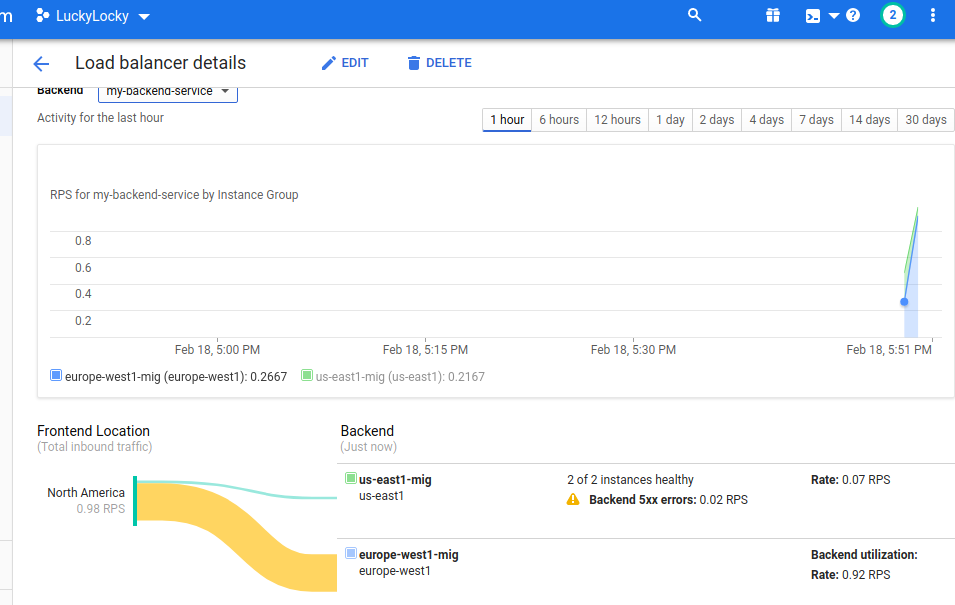 m LuckyLocky 2
Load balancer details EDIT DELETE
Backend my-backend-service
Activity for the last hour 1 hour 6 hours 12 hours 1 day 2 days 4 days 7 days 14 days 30 days
RPS for my-backend-service by Instance Group
0.8
0.6
0.4
0.2
Feb 18, 5:00 PM Feb 18, 5:15 PM Feb 18, 5:30 PM Feb 18, 5:51 PM
europe-west1-mig (europe-west1): 0.2667 us-east1-mig (us-east1): 0.2167
Frontend Location Backend
(Total inbound traffic) (Just now)
us-east1-mig 2 of 2 instances healthy Rate: 0.07 RPS
North America us-east1
0.98 RPS Backend 5xx errors: 0.02 RPS
europe-west1-mig Backend utilization:
europe-west1 Rate: 0.92 RPS